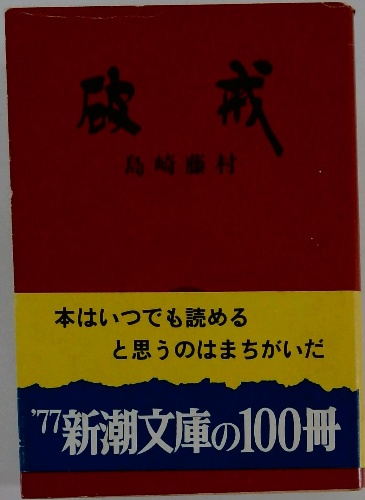 破戒
島崎藤村
本はいつでも読める
と思うのはまちがいだ
'77新潮文庫の100冊